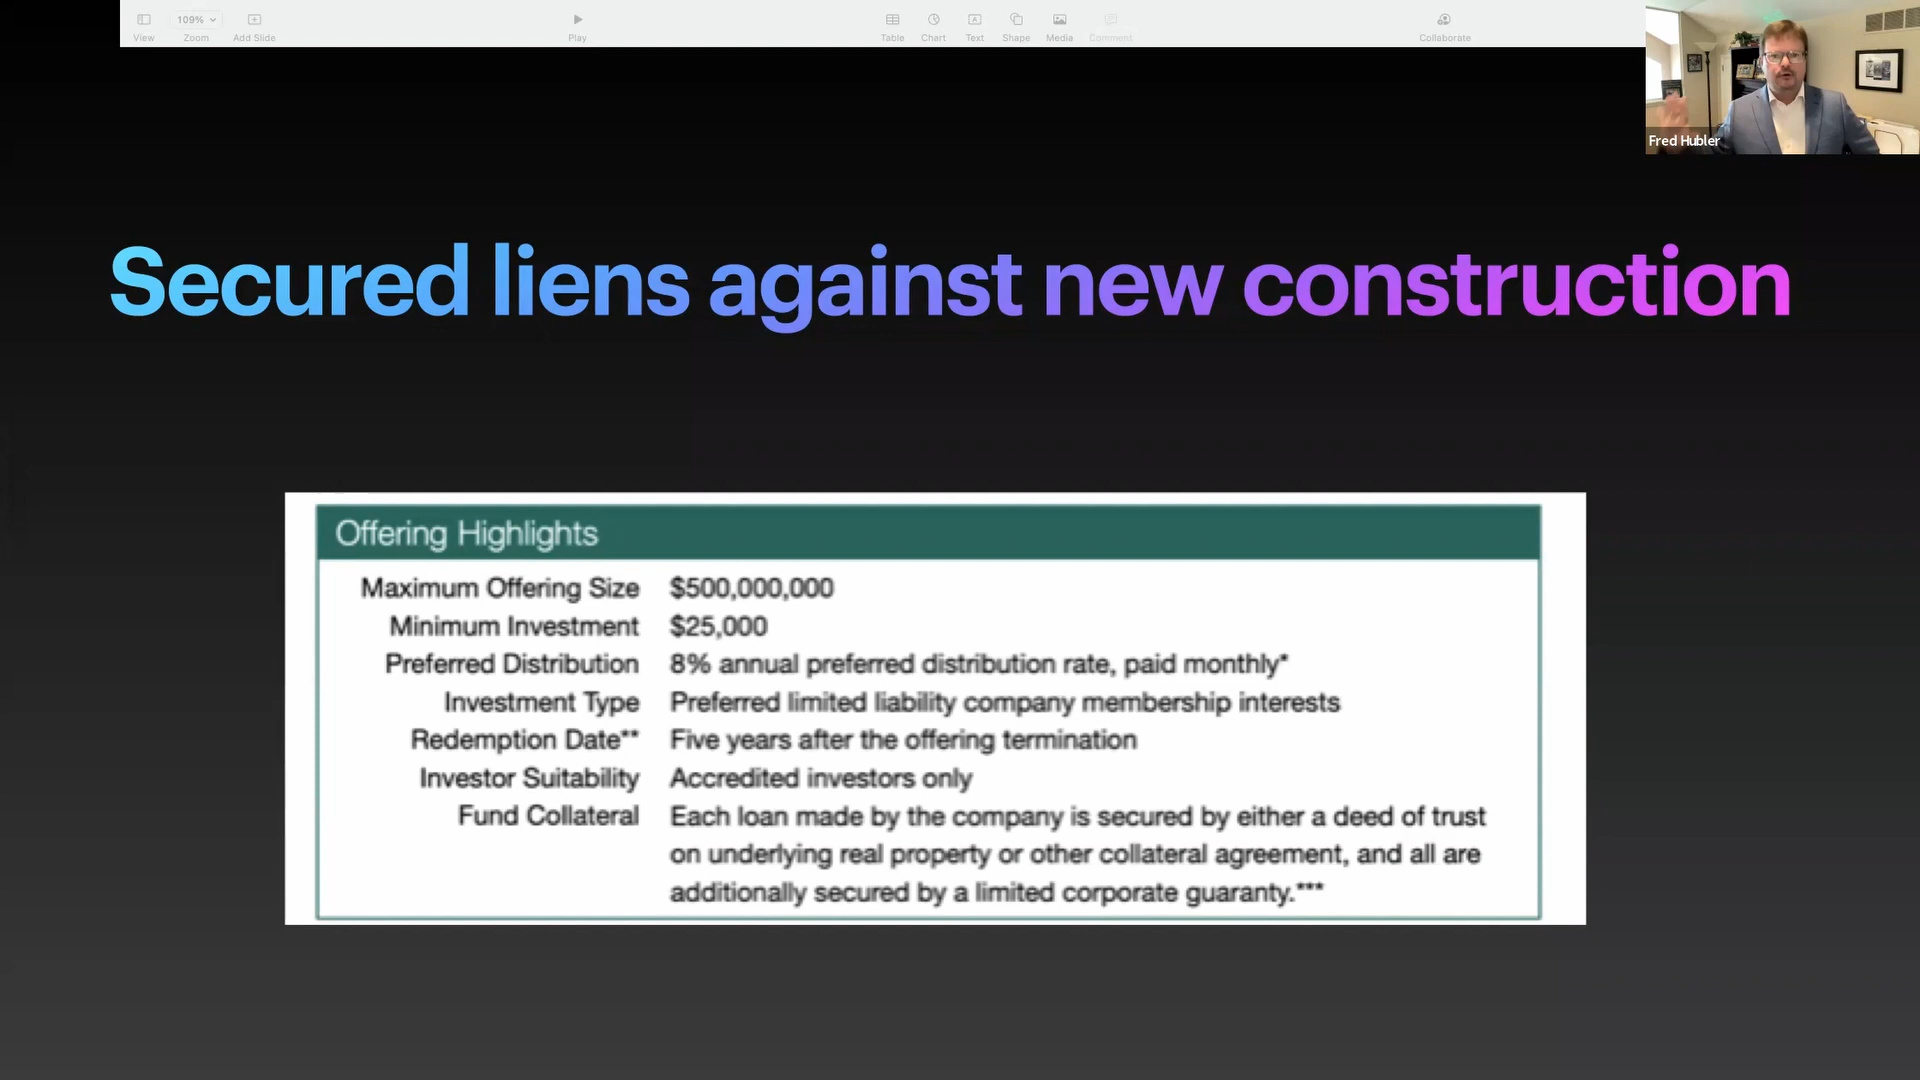 109%
View
Zoom
Add Slide
Play
Table
Chart
Text
Shape
Media
Comment
Collaborate
Fred Hubler
Secured liens against new construction
Offering Highlights
Maximum Offering Size $500,000,000
Minimum Investment $25,000
Preferred Distribution 8% annual preferred distribution rate, paid monthly*
Investment Type Preferred limited liability company membership interests
Redemption Date** Five years after the offering termination
Investor Suitability Accredited investors only
Fund Collateral Each loan made by the company is secured by either a deed of trust
on underlying real property or other collateral agreement, and all are
additionally secured by a limited corporate guaranty.***